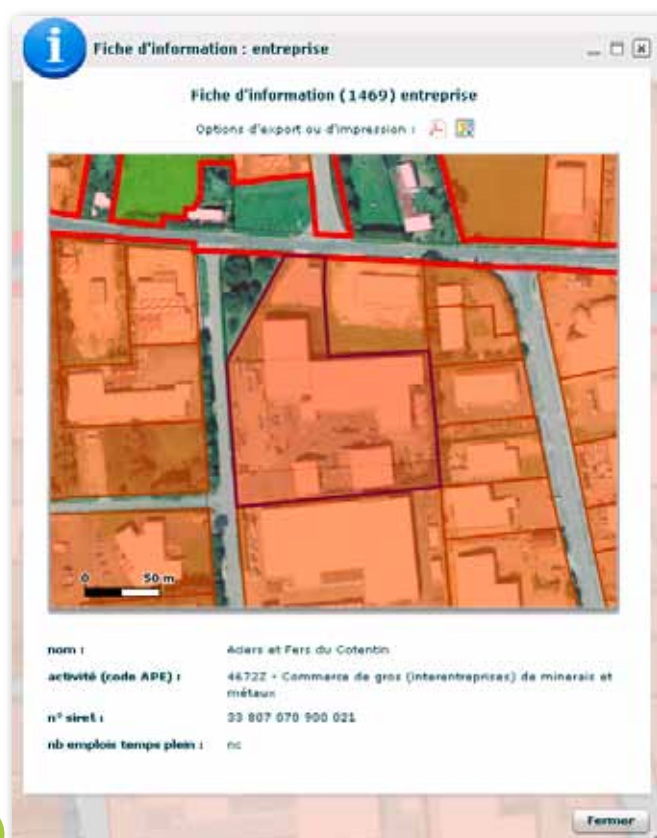 Fiche d'information : entreprise
Fiche d'information (1469) entreprise
Options d'export ou d'impression :
0 50 m
nom : Aciers et Fers du Cotentin
activité (code APE) : 4672Z - Commerce de gros (interentreprises) de minerais et
métaux
n° siret : 33 807 070 900 021
nb emplois temps plein : nc
Fermer